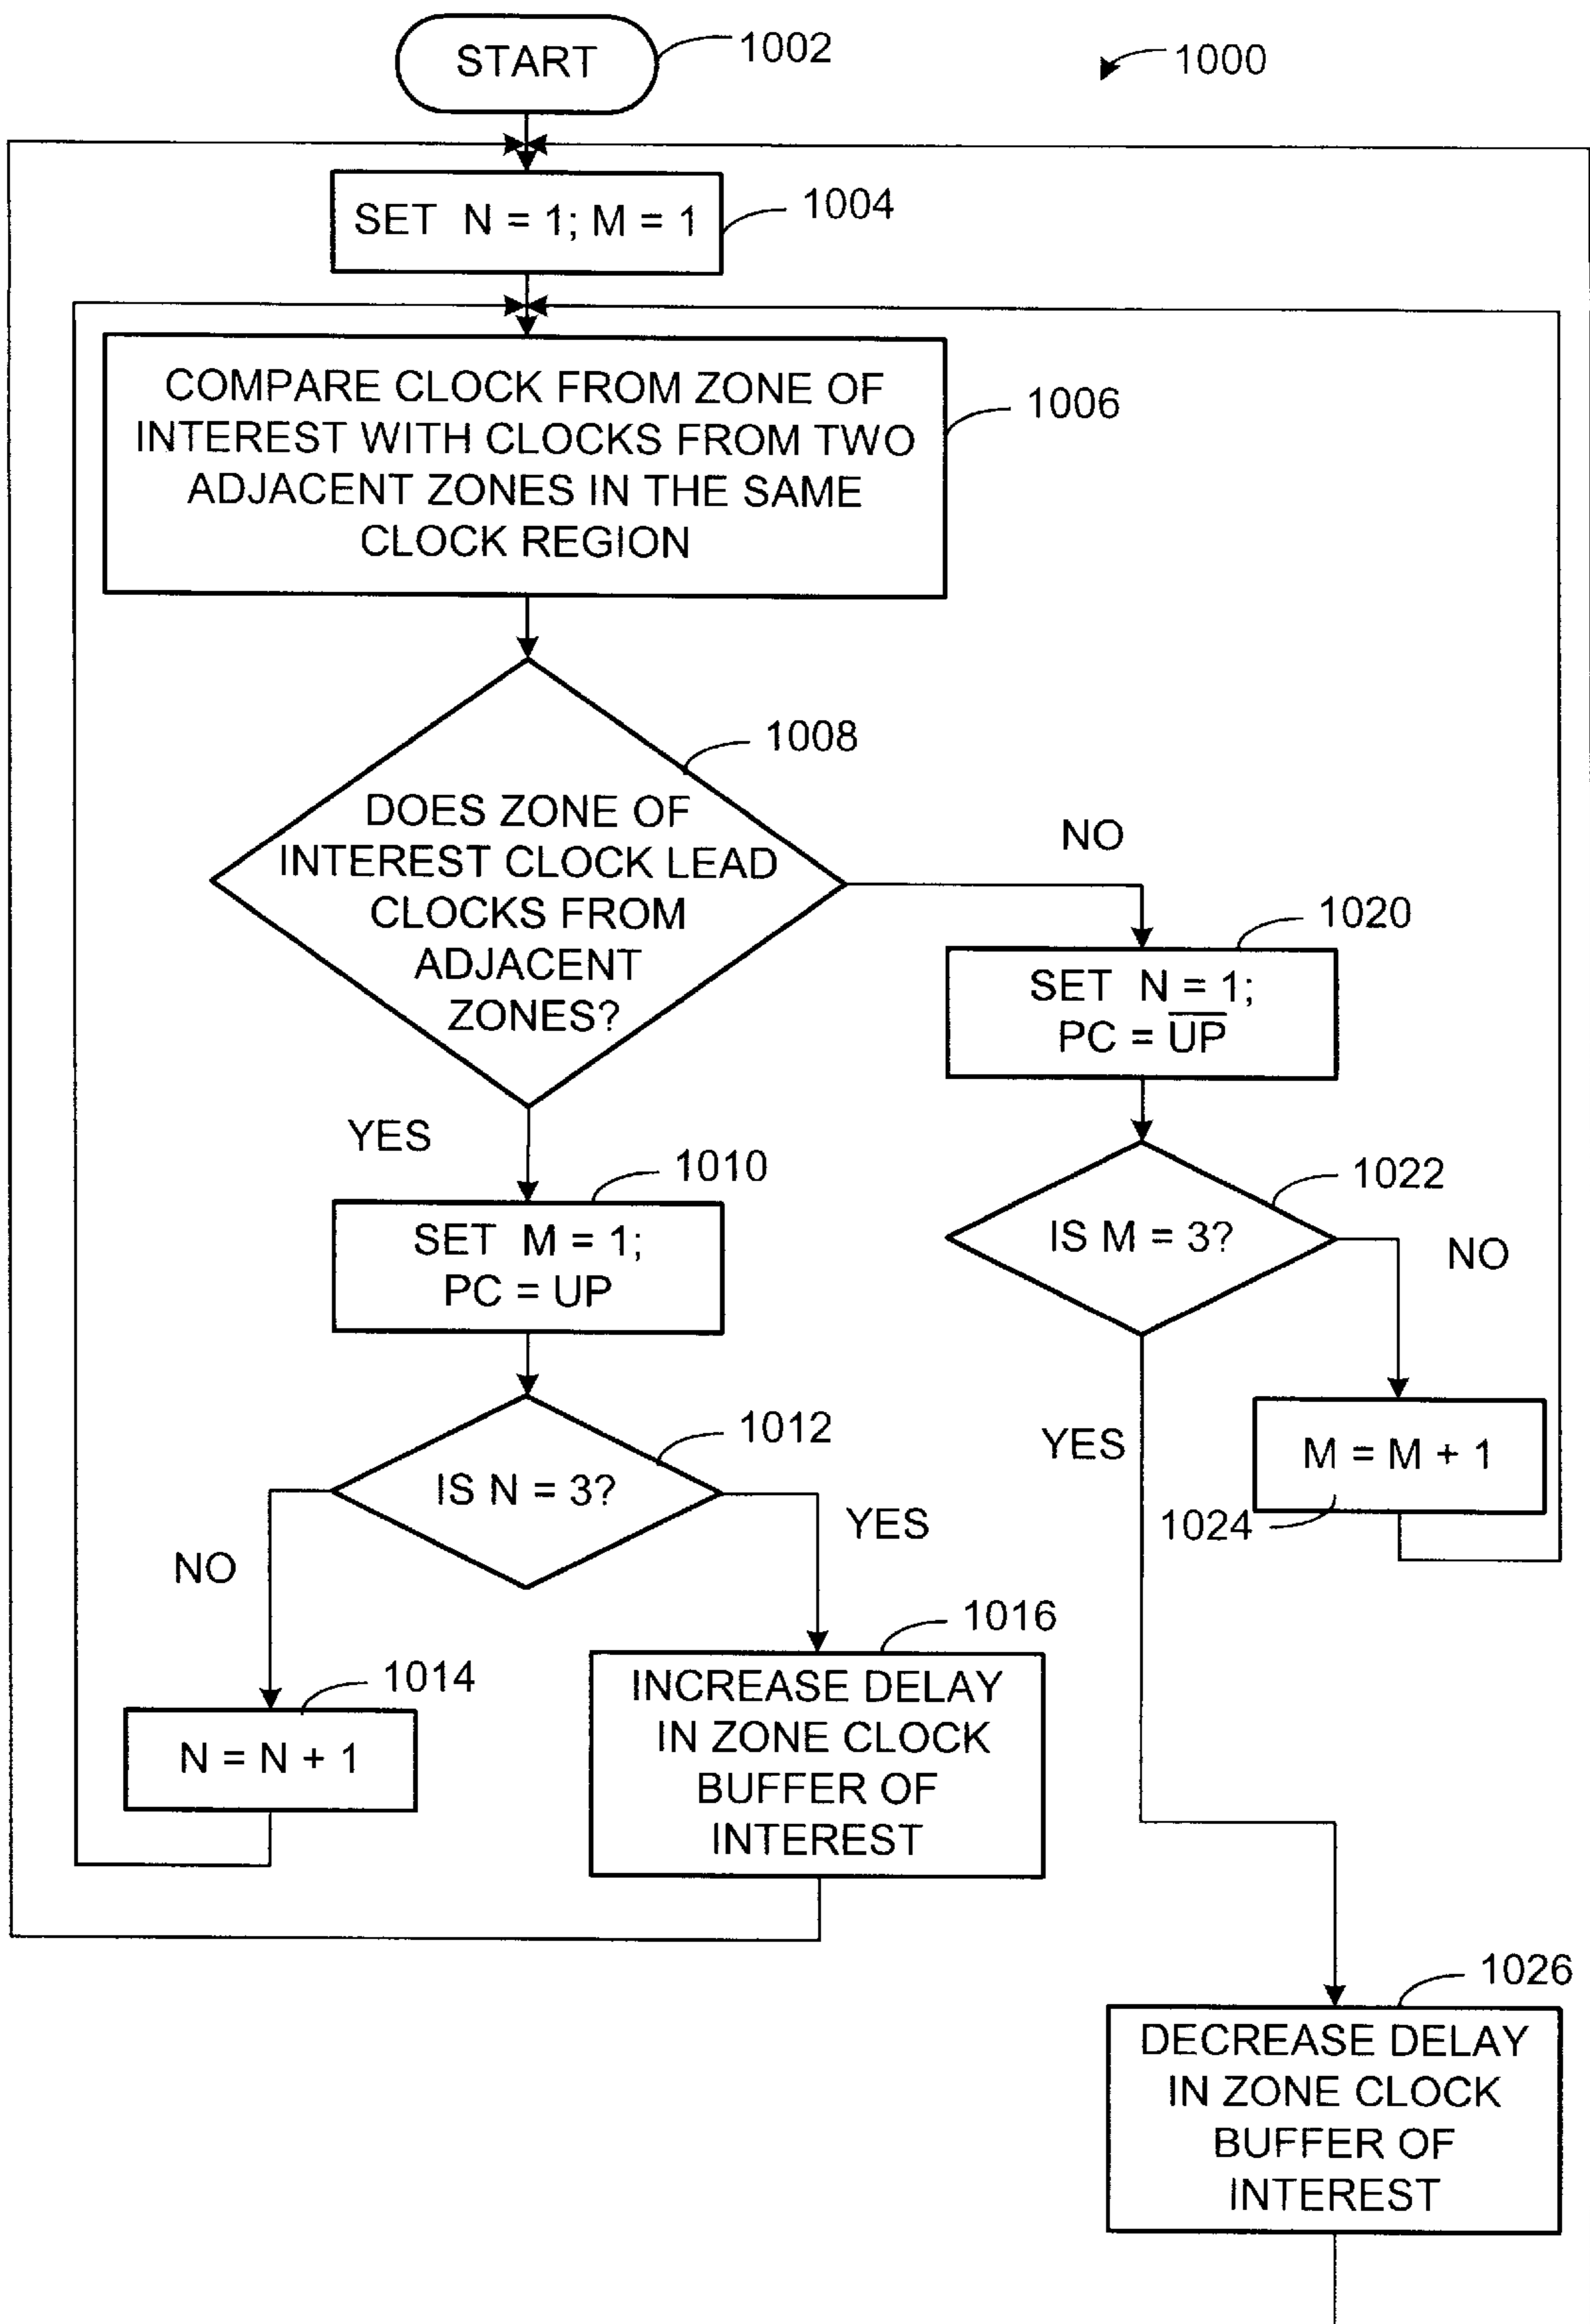 START
1002
1000
SET N = 1; M = 1
1004
COMPARE CLOCK FROM ZONE OF
INTEREST WITH CLOCKS FROM TWO
ADJACENT ZONES IN THE SAME
CLOCK REGION
1006
1008
DOES ZONE OF
INTEREST CLOCK LEAD
CLOCKS FROM
ADJACENT
ZONES?
NO
1020
SET N = 1;
PC = U̅P̅
YES
1010
SET M = 1;
PC = UP
1022
IS M = 3?
NO
1012
IS N = 3?
YES
M = M + 1
1024
NO
YES
1014
N = N + 1
1016
INCREASE DELAY
IN ZONE CLOCK
BUFFER OF
INTEREST
1026
DECREASE DELAY
IN ZONE CLOCK
BUFFER OF
INTEREST